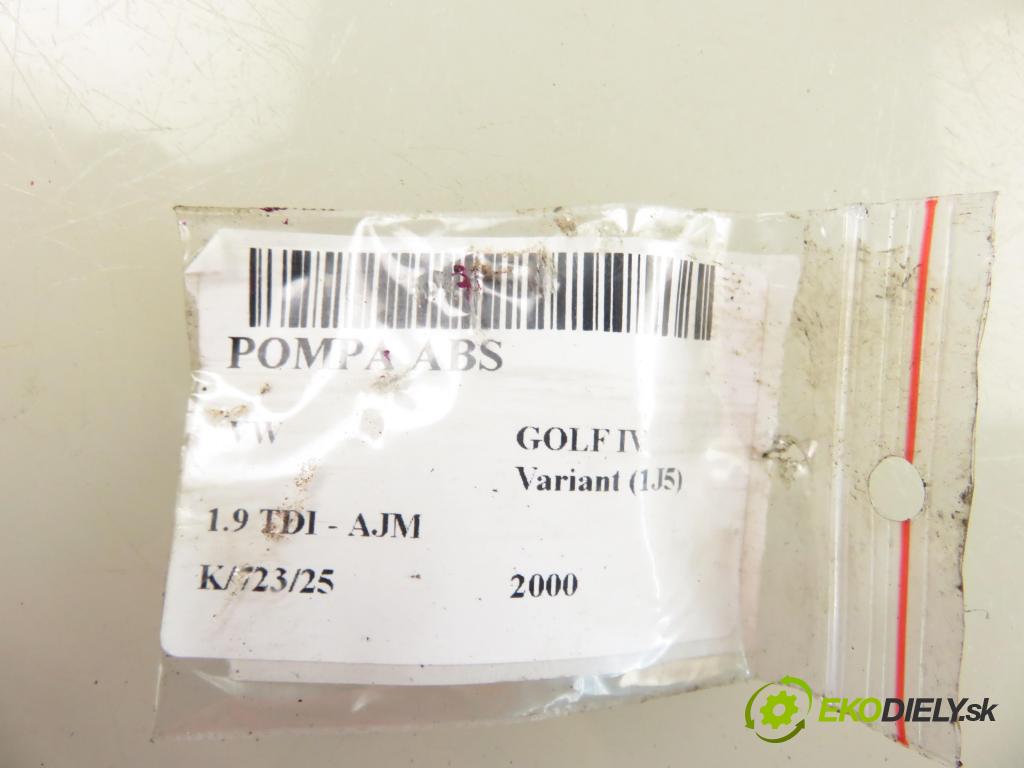 POMPA ABS
VW
GOLF IV
Variant (1J5)
1.9 TDI - AJM
K/723/25
2000
EKODIELY.sk